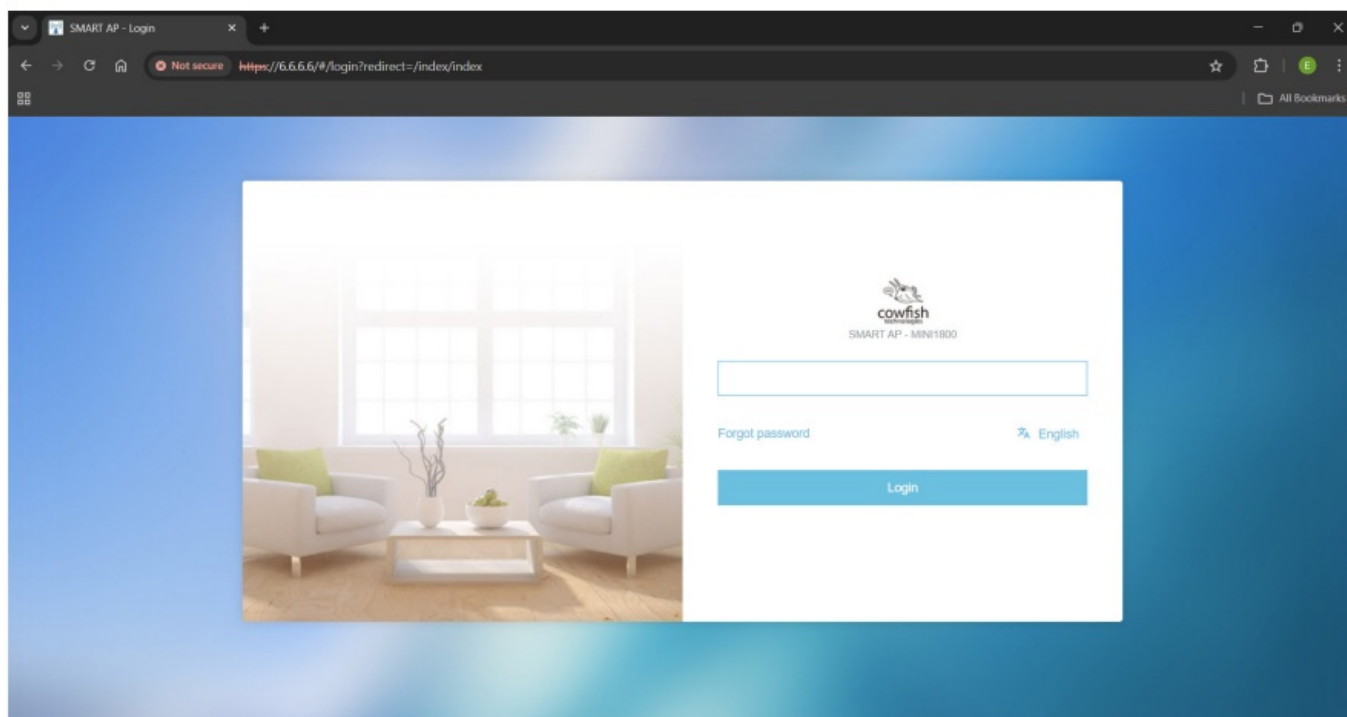 SMART AP - Login
Not secure https://6.6.6.6/#/login?redirect=/index/index
E
All Bookmarks
cowfish
technologies
SMART AP - MINI1800
Forgot password
English
Login